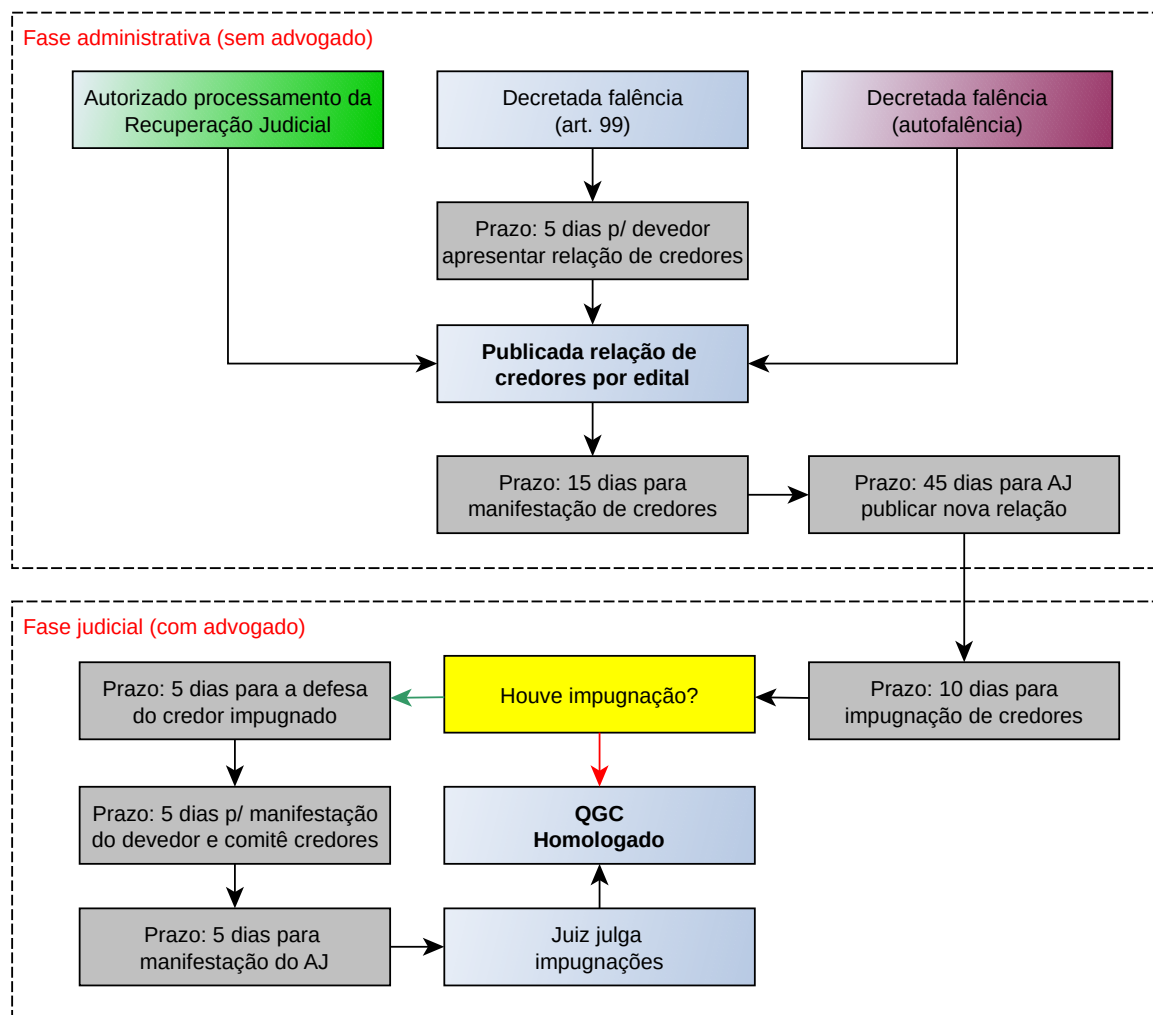 Fase administrativa (sem advogado)
Autorizado processamento da
Recuperação Judicial
Decretada falência
(art. 99)
Decretada falência
(autofalência)
Prazo: 5 dias p/ devedor
apresentar relação de credores
Publicada relação de
credores por edital
Prazo: 15 dias para
manifestação de credores
Prazo: 45 dias para AJ
publicar nova relação
Fase judicial (com advogado)
Prazo: 5 dias para a defesa
do credor impugnado
Houve impugnação?
Prazo: 10 dias para
impugnação de credores
Prazo: 5 dias p/ manifestação
do devedor e comitê credores
QGC
Homologado
Prazo: 5 dias para
manifestação do AJ
Juiz julga
impugnações